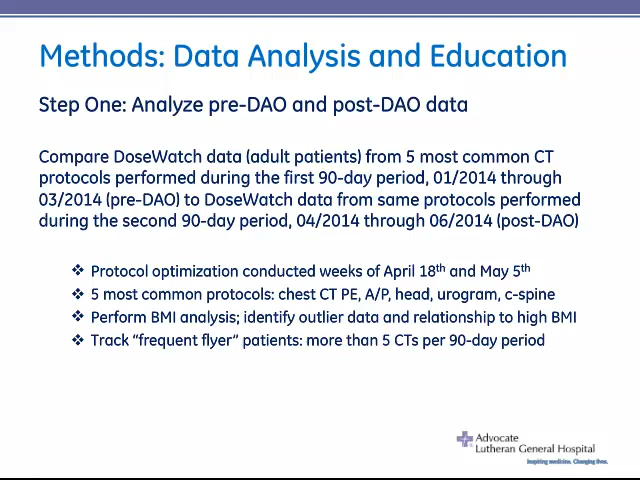 Methods: Data Analysis and Education
Step One: Analyze pre-DAO and post-DAO data
Compare DoseWatch data (adult patients) from 5 most common CT
protocols performed during the first 90-day period, 01/2014 through
03/2014 (pre-DAO) to DoseWatch data from same protocols performed
during the second 90-day period, 04/2014 through 06/2014 (post-DAO)
❖ Protocol optimization conducted weeks of April 18th and May 5th
❖ 5 most common protocols: chest CT PE, A/P, head, urogram, c-spine
❖ Perform BMI analysis; identify outlier data and relationship to high BMI
❖ Track “frequent flyer” patients: more than 5 CTs per 90-day period
Advocate
Lutheran General Hospital
Inspiring medicine. Changing lives.